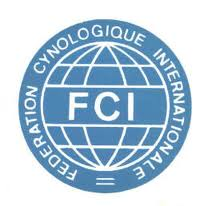 FEDERATION CYNOLOGIQUE INTERNATIONALE
FCI